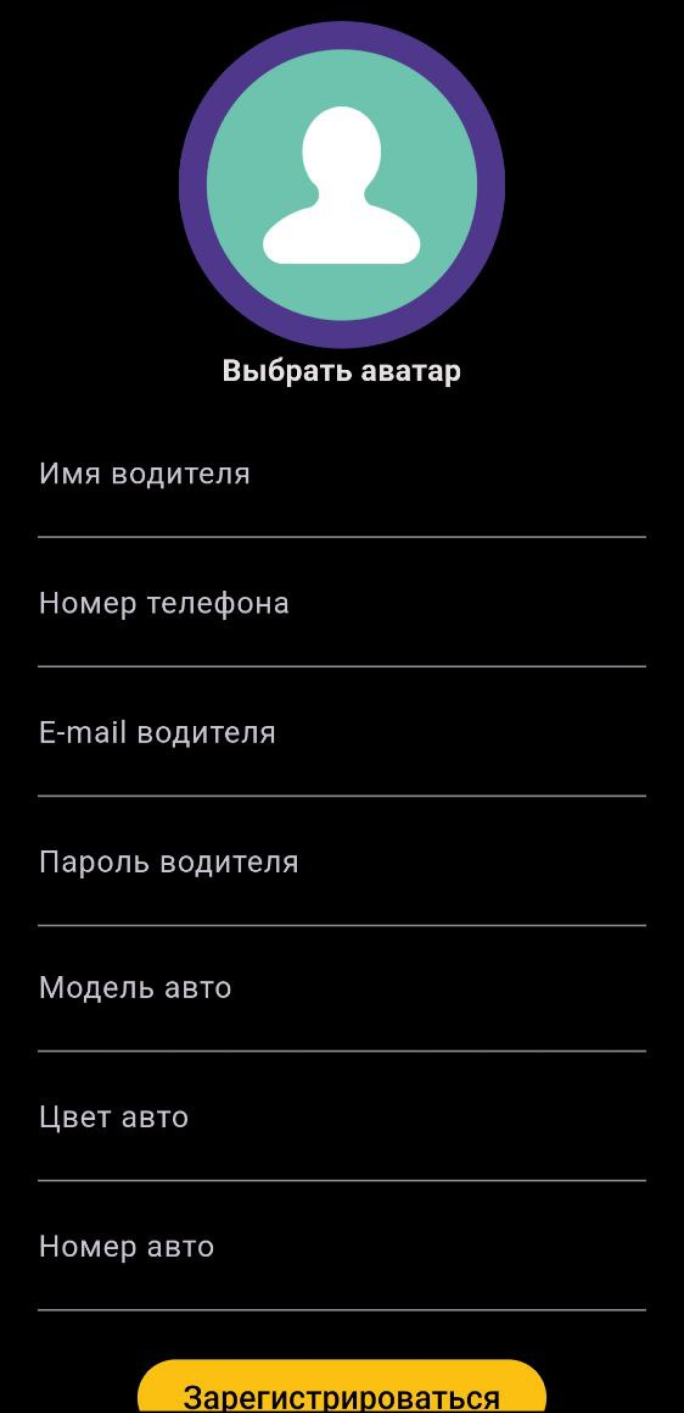 Выбрать аватар
Имя водителя
Номер телефона
E-mail водителя
Пароль водителя
Модель авто
Цвет авто
Номер авто
Зарегистрироваться